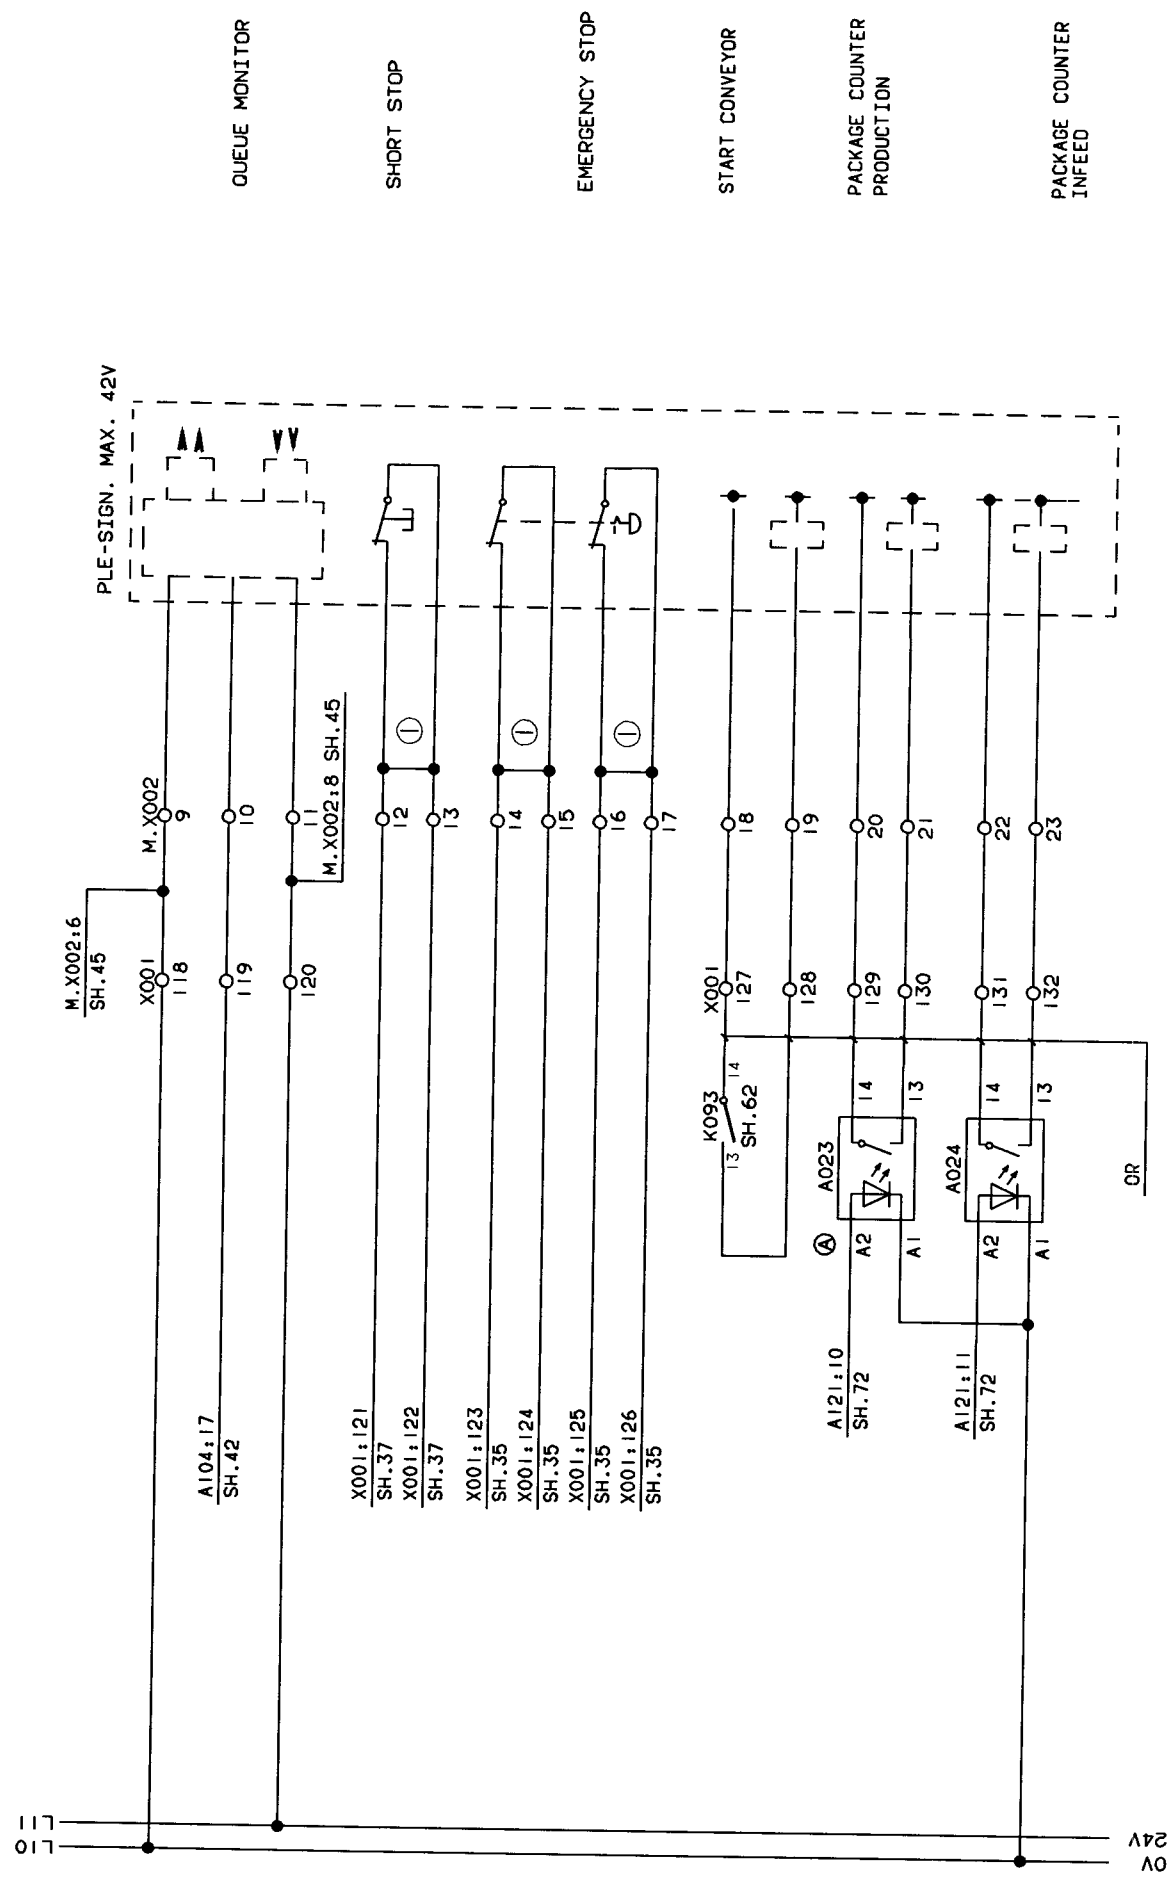 QUEUE MONITOR
SHORT STOP
EMERGENCY STOP
START CONVEYOR
PACKAGE COUNTER
PRODUCTION
PACKAGE COUNTER
INFEED
PLE-SIGN. MAX. 42V
M.X002
9
10
11
M.X002:8 SH.45
12
13
14
15
16
17
18
19
20
21
22
23
1
1
1
M.X002:6
SH.45
X001
118
119
120
X001
127
128
129
130
131
132
K093
SH.62
14
13
A023
14
13
A
A2
A1
A024
14
13
A2
A1
OR
A104:17
SH.42
X001:121
SH.37
X001:122
SH.37
X001:123
SH.35
X001:124
SH.35
X001:125
SH.35
X001:126
SH.35
A121:10
SH.72
A121:11
SH.72
L11
L10
24V
0V